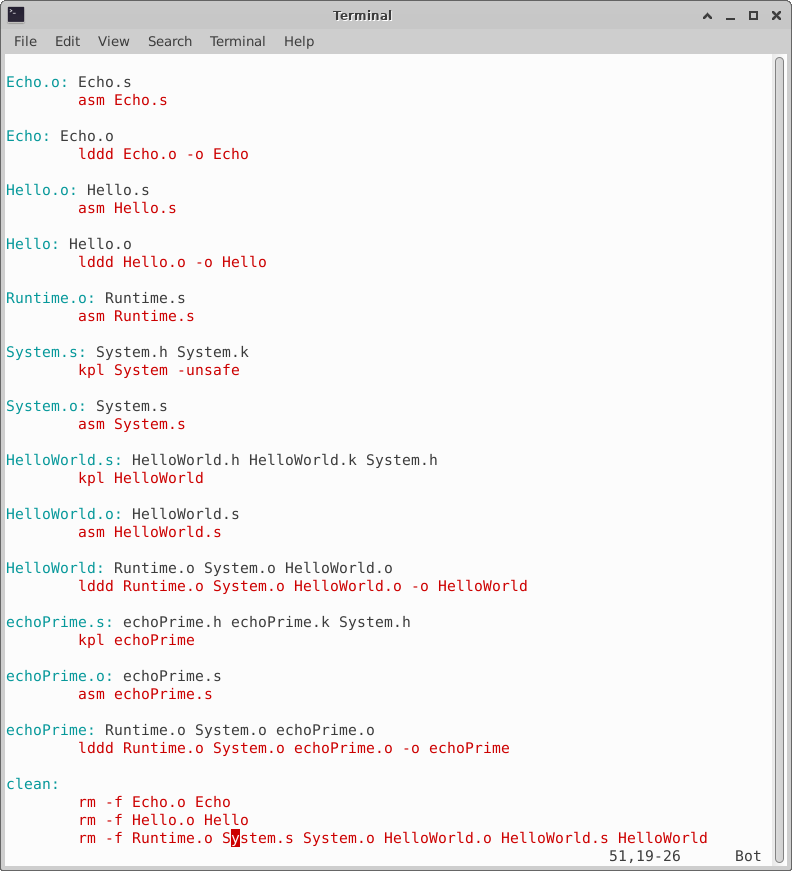 Terminal
File Edit View Search Terminal Help
Echo.o: Echo.s
asm Echo.s
Echo: Echo.o
lddd Echo.o -o Echo
Hello.o: Hello.s
asm Hello.s
Hello: Hello.o
lddd Hello.o -o Hello
Runtime.o: Runtime.s
asm Runtime.s
System.s: System.h System.k
kpl System -unsafe
System.o: System.s
asm System.s
HelloWorld.s: HelloWorld.h HelloWorld.k System.h
kpl HelloWorld
HelloWorld.o: HelloWorld.s
asm HelloWorld.s
HelloWorld: Runtime.o System.o HelloWorld.o
lddd Runtime.o System.o HelloWorld.o -o HelloWorld
echoPrime.s: echoPrime.h echoPrime.k System.h
kpl echoPrime
echoPrime.o: echoPrime.s
asm echoPrime.s
echoPrime: Runtime.o System.o echoPrime.o
lddd Runtime.o System.o echoPrime.o -o echoPrime
clean:
rm -f Echo.o Echo
rm -f Hello.o Hello
rm -f Runtime.o System.s System.o HelloWorld.o HelloWorld.s HelloWorld
51,19-26 Bot